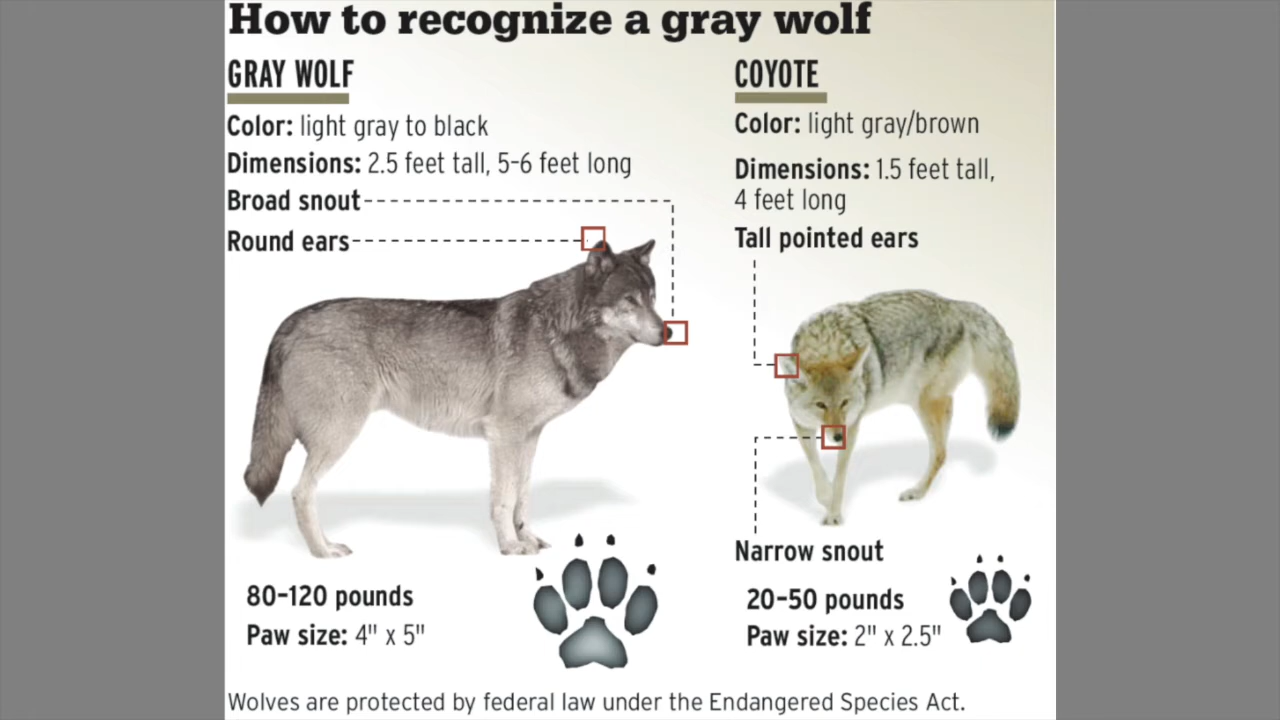 How to recognize a gray wolf
GRAY WOLF
Color: light gray to black
Dimensions: 2.5 feet tall, 5-6 feet long
Broad snout
Round ears
80-120 pounds
Paw size: 4" x 5"
COYOTE
Color: light gray/brown
Dimensions: 1.5 feet tall,
4 feet long
Tall pointed ears
Narrow snout
20-50 pounds
Paw size: 2" x 2.5"
Wolves are protected by federal law under the Endangered Species Act.